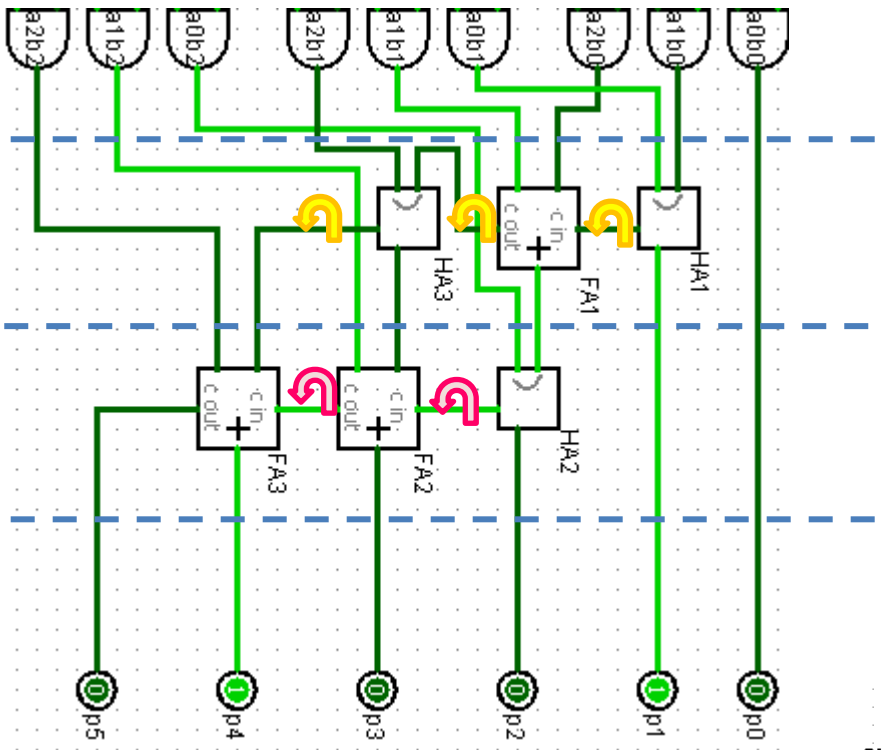 a2b2
a1b2
a0b2
a2b1
a1b1
a0b1
a2b0
a1b0
a0b0
HA3
c out
c in
+
FA1
HA1
c out
c in
+
FA3
c out
c in
+
FA2
HA2
0
1
0
0
1
0
p5
p4
p3
p2
p1
p0